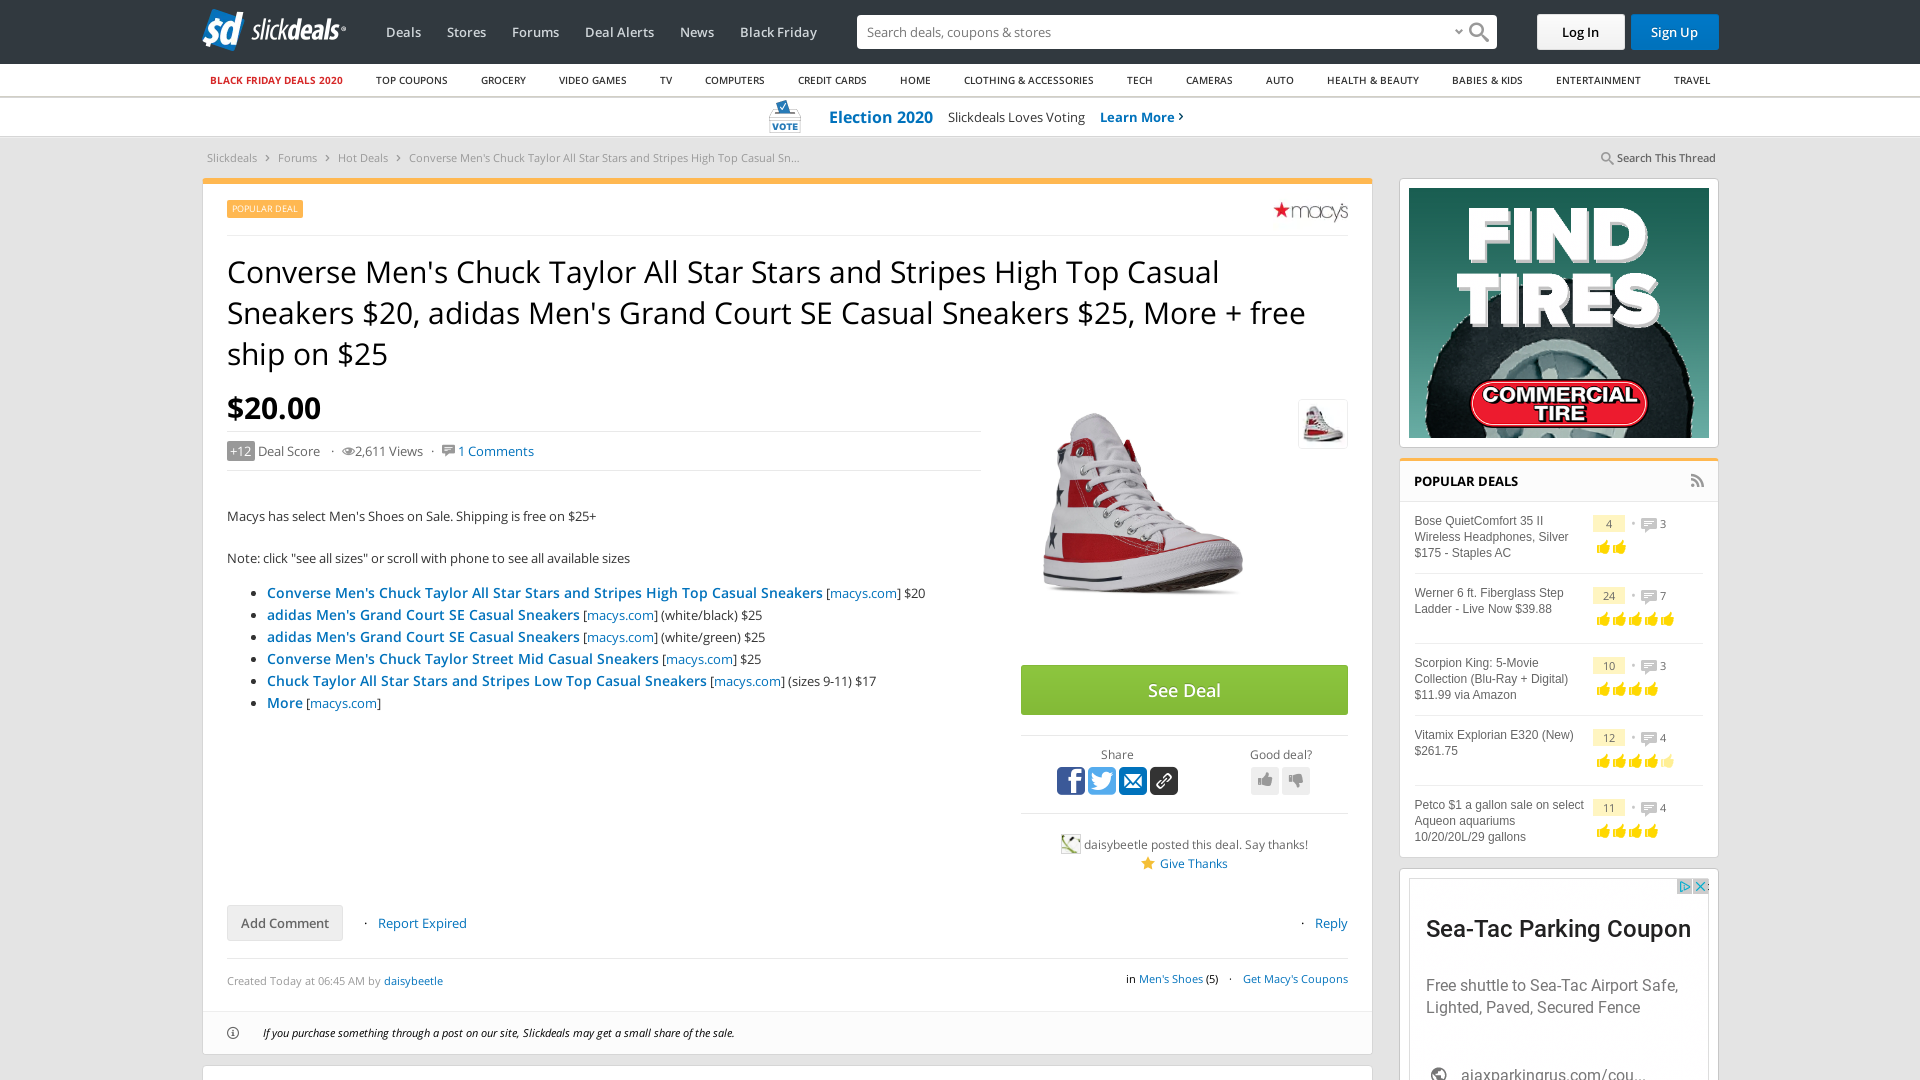 sd slickdeals
Deals Stores Forums Deal Alerts News Black Friday
Search deals, coupons & stores
Log In Sign Up
BLACK FRIDAY DEALS 2020 TOP COUPONS GROCERY VIDEO GAMES TV COMPUTERS CREDIT CARDS HOME CLOTHING & ACCESSORIES TECH CAMERAS AUTO HEALTH & BEAUTY BABIES & KIDS ENTERTAINMENT TRAVEL
VOTE Election 2020 Slickdeals Loves Voting Learn More
Slickdeals › Forums › Hot Deals › Converse Men's Chuck Taylor All Star Stars and Stripes High Top Casual Sn...
Search This Thread
POPULAR DEAL
macy's
Converse Men's Chuck Taylor All Star Stars and Stripes High Top Casual
Sneakers $20, adidas Men's Grand Court SE Casual Sneakers $25, More + free
ship on $25
$20.00
+12 Deal Score · 2,611 Views · 1 Comments
Macys has select Men's Shoes on Sale. Shipping is free on $25+
Note: click "see all sizes" or scroll with phone to see all available sizes
• Converse Men's Chuck Taylor All Star Stars and Stripes High Top Casual Sneakers [macys.com] $20
• adidas Men's Grand Court SE Casual Sneakers [macys.com] (white/black) $25
• adidas Men's Grand Court SE Casual Sneakers [macys.com] (white/green) $25
• Converse Men's Chuck Taylor Street Mid Casual Sneakers [macys.com] $25
• Chuck Taylor All Star Stars and Stripes Low Top Casual Sneakers [macys.com] (sizes 9-11) $17
• More [macys.com]
See Deal
Share
Good deal?
daisybeetle posted this deal. Say thanks!
Give Thanks
Add Comment · Report Expired
· Reply
Created Today at 06:45 AM by daisybeetle
in Men's Shoes (5) · Get Macy's Coupons
If you purchase something through a post on our site, Slickdeals may get a small share of the sale.
FIND
TIRES
COMMERCIAL
TIRE
POPULAR DEALS
Bose QuietComfort 35 II
Wireless Headphones, Silver
$175 - Staples AC
4 • 3
Werner 6 ft. Fiberglass Step
Ladder - Live Now $39.88
24 • 7
Scorpion King: 5-Movie
Collection (Blu-Ray + Digital)
$11.99 via Amazon
10 • 3
Vitamix Explorian E320 (New)
$261.75
12 • 4
Petco $1 a gallon sale on select
Aqueon aquariums
10/20/20L/29 gallons
11 • 4
Sea-Tac Parking Coupon
Free shuttle to Sea-Tac Airport Safe,
Lighted, Paved, Secured Fence
ajaxparkingrus.com/cou...